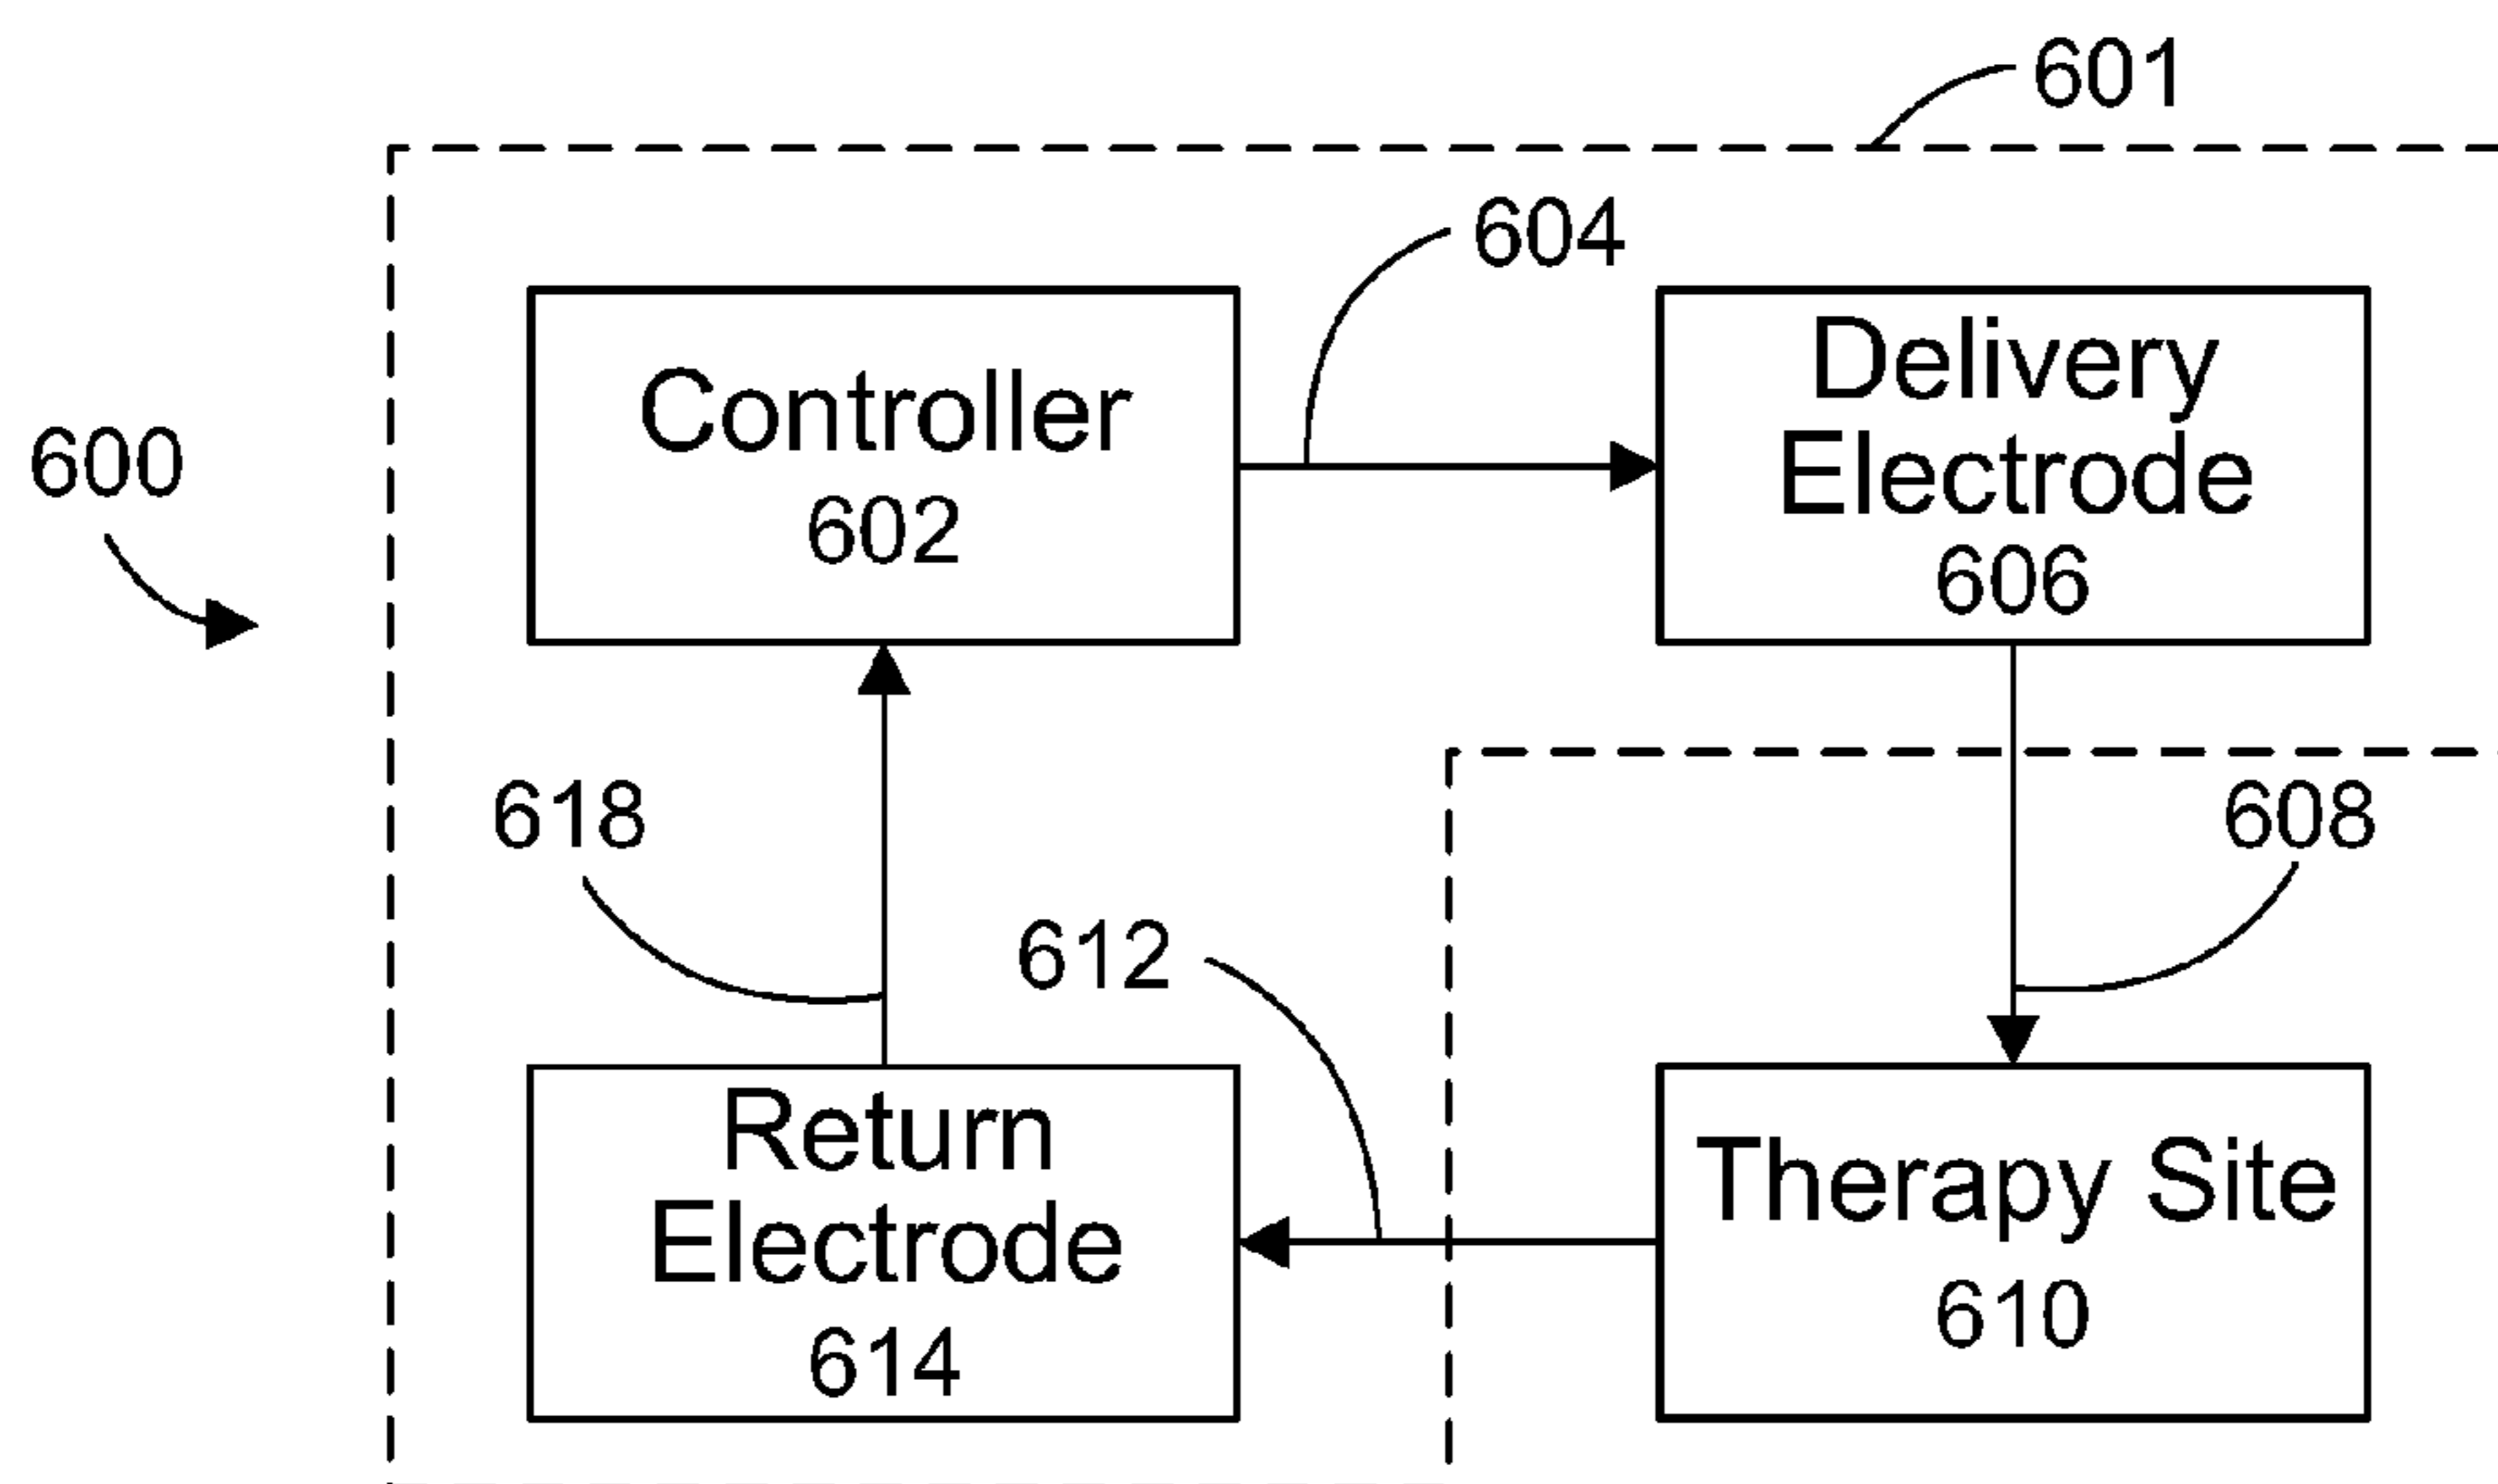 601
604
Controller
602
Delivery
Electrode
606
600
618
608
612
Return
Electrode
614
Therapy Site
610